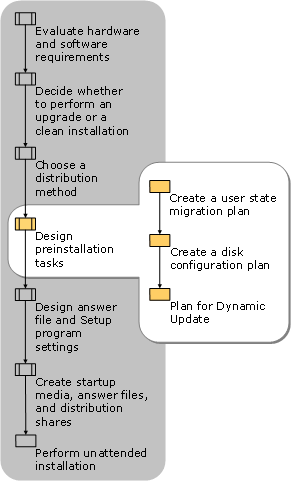 Evaluate hardware
and software
requirements
Decide whether
to perform an
upgrade or a
clean installation
Choose a
distribution
method
Design
preinstallation
tasks
Create a user state
migration plan
Create a disk
configuration plan
Plan for Dynamic
Update
Design answer
file and Setup
program
settings
Create startup
media, answer files,
and distribution
shares
Perform unattended
installation